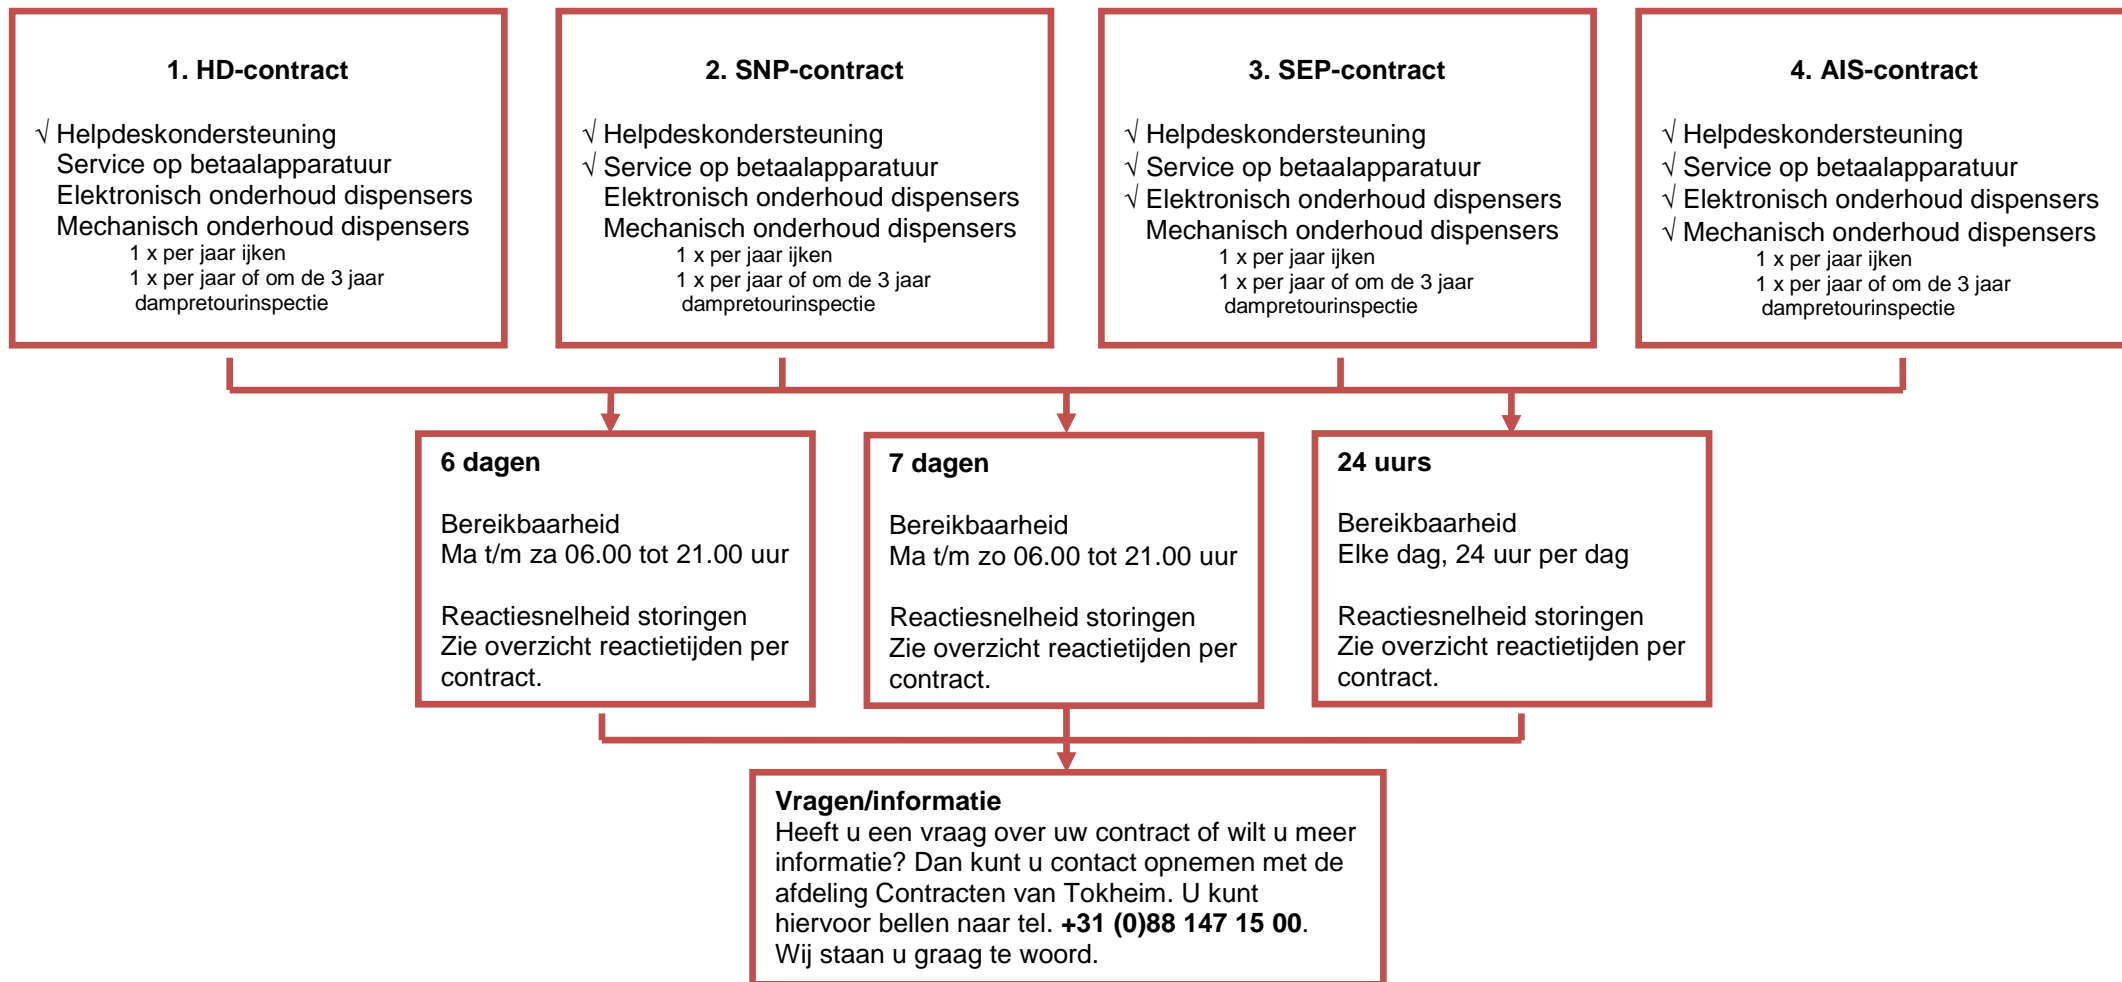 1. HD-contract
√ Helpdeskondersteuning
Service op betaalapparatuur
Elektronisch onderhoud dispensers
Mechanisch onderhoud dispensers
1 x per jaar ijken
1 x per jaar of om de 3 jaar
dampretourinspectie
2. SNP-contract
√ Helpdeskondersteuning
√ Service op betaalapparatuur
Elektronisch onderhoud dispensers
Mechanisch onderhoud dispensers
1 x per jaar ijken
1 x per jaar of om de 3 jaar
dampretourinspectie
3. SEP-contract
√ Helpdeskondersteuning
√ Service op betaalapparatuur
√ Elektronisch onderhoud dispensers
Mechanisch onderhoud dispensers
1 x per jaar ijken
1 x per jaar of om de 3 jaar
dampretourinspectie
4. AIS-contract
√ Helpdeskondersteuning
√ Service op betaalapparatuur
√ Elektronisch onderhoud dispensers
√ Mechanisch onderhoud dispensers
1 x per jaar ijken
1 x per jaar of om de 3 jaar
dampretourinspectie
6 dagen
Bereikbaarheid
Ma t/m za 06.00 tot 21.00 uur
Reactiesnelheid storingen
Zie overzicht reactietijden per
contract.
7 dagen
Bereikbaarheid
Ma t/m zo 06.00 tot 21.00 uur
Reactiesnelheid storingen
Zie overzicht reactietijden per
contract.
24 uurs
Bereikbaarheid
Elke dag, 24 uur per dag
Reactiesnelheid storingen
Zie overzicht reactietijden per
contract.
Vragen/informatie
Heeft u een vraag over uw contract of wilt u meer
informatie? Dan kunt u contact opnemen met de
afdeling Contracten van Tokheim. U kunt
hiervoor bellen naar tel. +31 (0)88 147 15 00.
Wij staan u graag te woord.